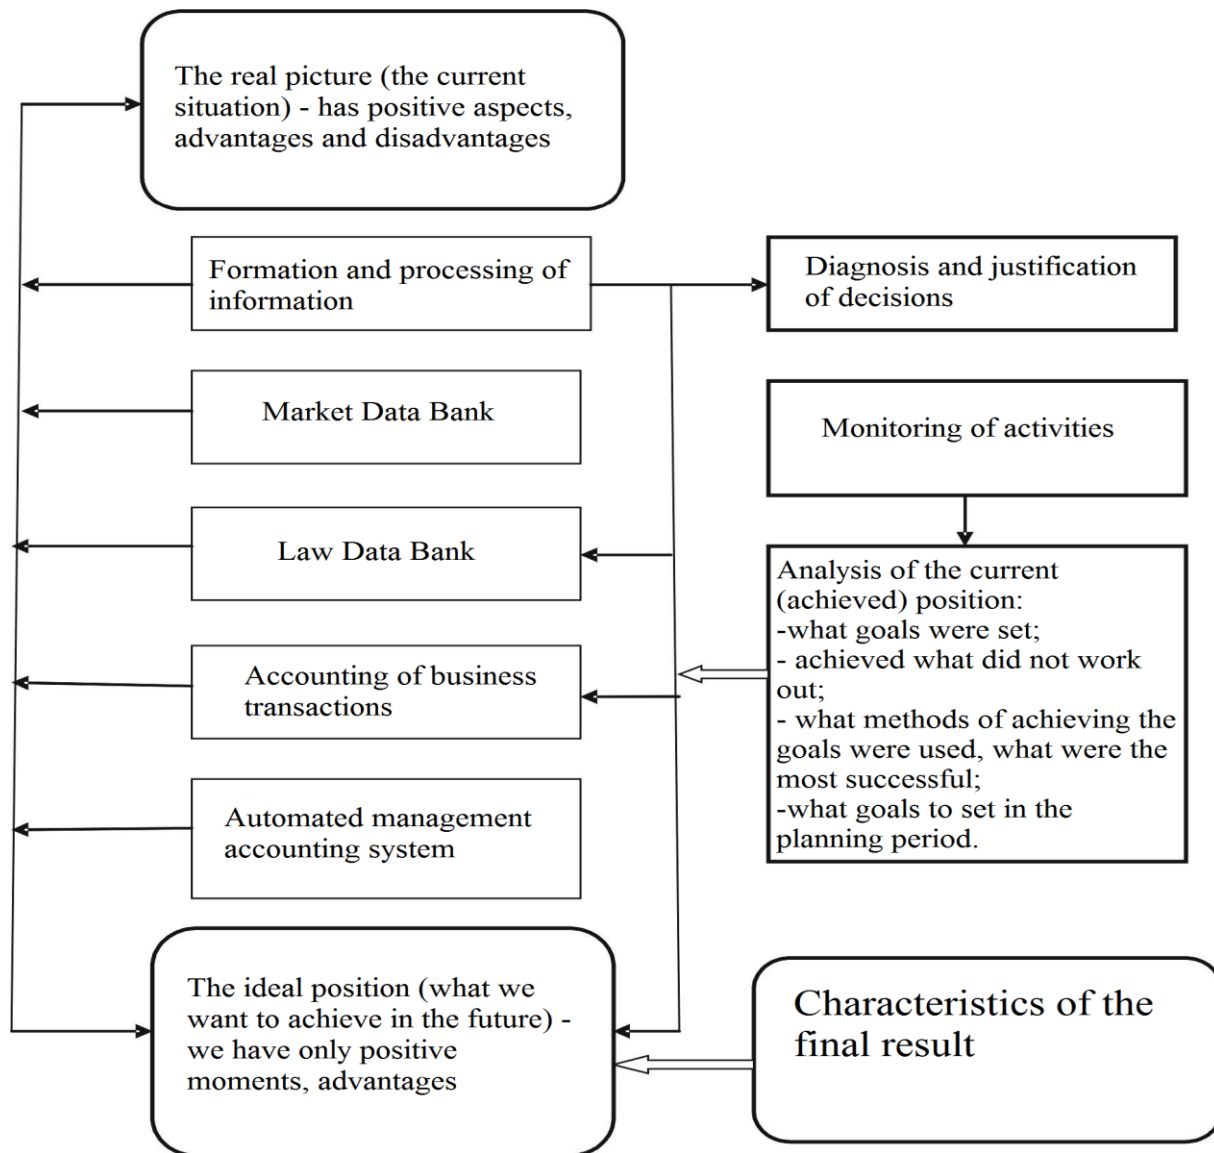 The real picture (the current
situation) - has positive aspects,
advantages and disadvantages
Formation and processing of
information
Diagnosis and justification
of decisions
Market Data Bank
Monitoring of activities
Law Data Bank
Analysis of the current
(achieved) position:
-what goals were set;
- achieved what did not work
out;
- what methods of achieving the
goals were used, what were the
most successful;
-what goals to set in the
planning period.
Accounting of business
transactions
Automated management
accounting system
The ideal position (what we
want to achieve in the future) -
we have only positive
moments, advantages
Characteristics of the
final result